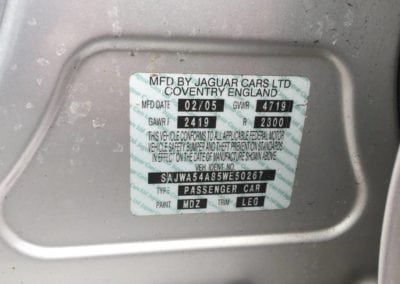 MFD BY JAGUAR CARS LTD
COVENTRY ENGLAND
MFD DATE 02/05 GVWR 4719
GAWR F 2419 R 2300
THIS VEHICLE CONFORMS TO ALL APPLICABLE FEDERAL MOTOR
VEHICLE SAFETY BUMPER AND THEFT PREVENTION STANDARDS
IN EFFECT ON THE DATE OF MANUFACTURE SHOWN ABOVE.
VEH IDENT NO.
SAJWA54A85WE50267
TYPE PASSENGER CAR
PAINT MDZ TRIM LEG